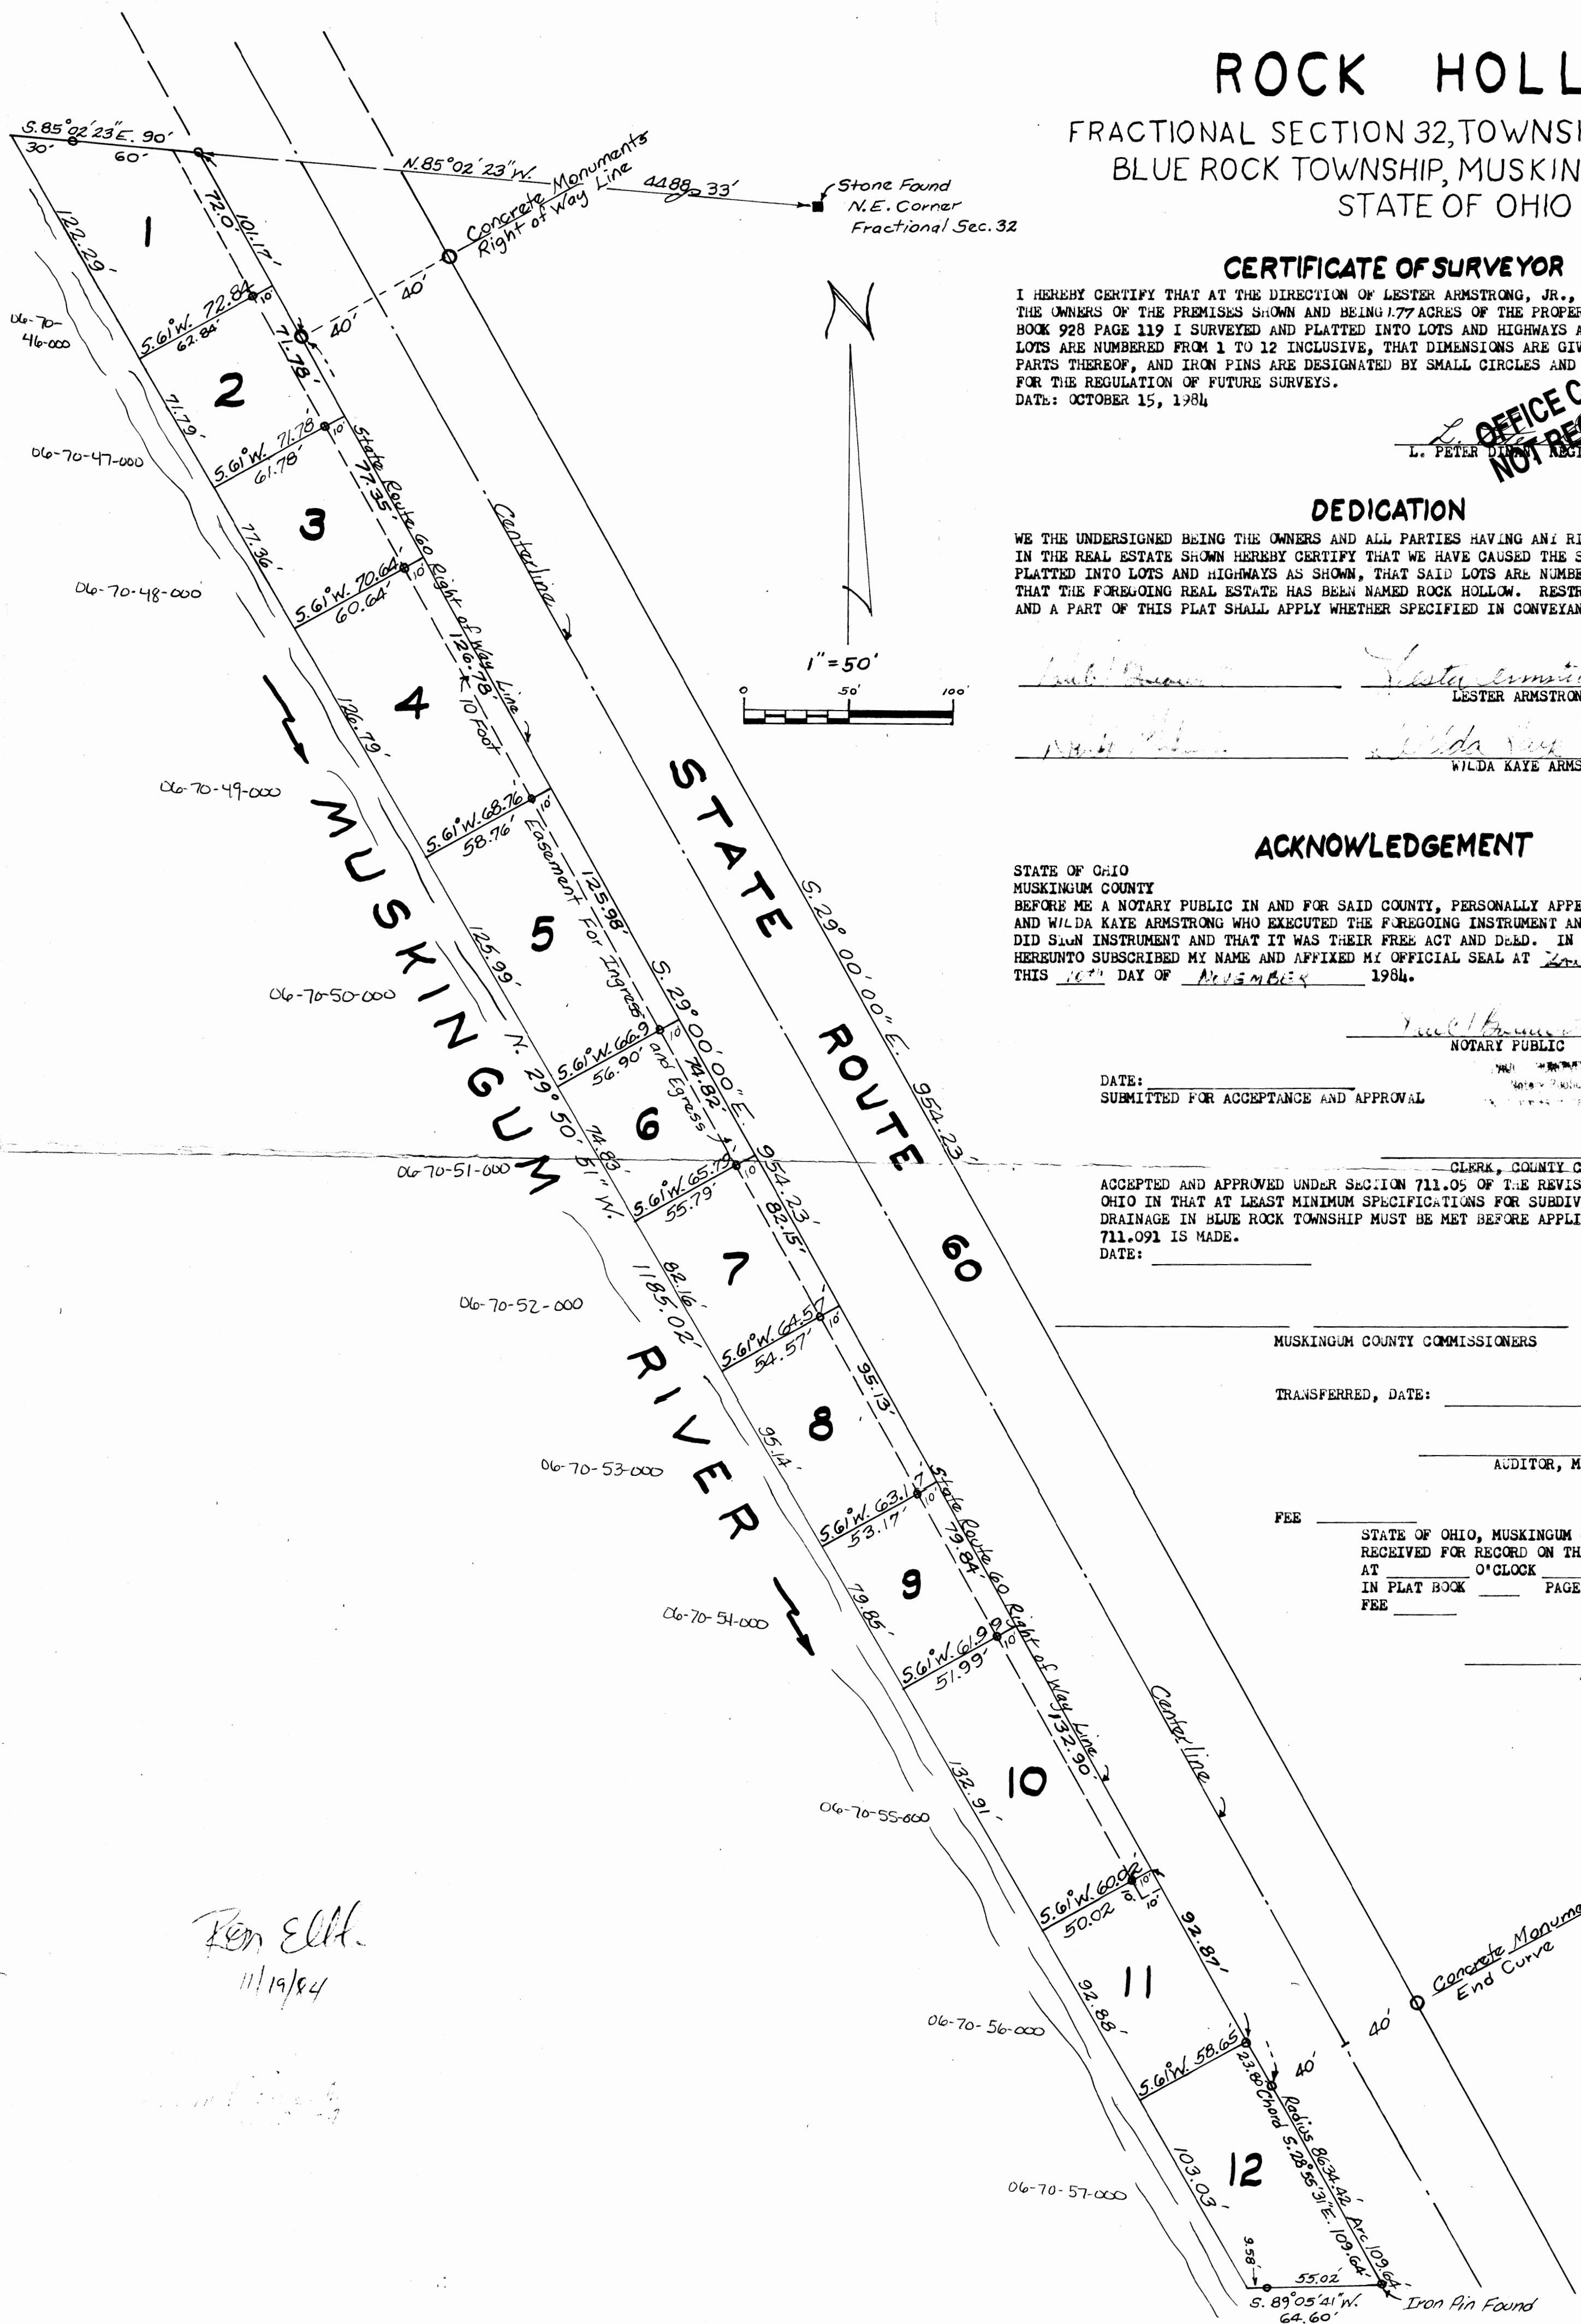 ROCK HOLL
FRACTIONAL SECTION 32, TOWNSH
BLUE ROCK TOWNSHIP, MUSKIN
STATE OF OHIO
CERTIFICATE OF SURVEYOR
I HEREBY CERTIFY THAT AT THE DIRECTION OF LESTER ARMSTRONG, JR.,
THE OWNERS OF THE PREMISES SHOWN AND BEING 1.77 ACRES OF THE PROPER
BOOK 928 PAGE 119 I SURVEYED AND PLATTED INTO LOTS AND HIGHWAYS A
LOTS ARE NUMBERED FROM 1 TO 12 INCLUSIVE, THAT DIMENSIONS ARE GIV
PARTS THEREOF, AND IRON PINS ARE DESIGNATED BY SMALL CIRCLES AND
FOR THE REGULATION OF FUTURE SURVEYS.
DATE: OCTOBER 15, 1984
OFFICE C
NOT REC
L. PETER
DEDICATION
WE THE UNDERSIGNED BEING THE OWNERS AND ALL PARTIES HAVING ANY RI
IN THE REAL ESTATE SHOWN HEREBY CERTIFY THAT WE HAVE CAUSED THE S
PLATTED INTO LOTS AND HIGHWAYS AS SHOWN, THAT SAID LOTS ARE NUMBE
THAT THE FOREGOING REAL ESTATE HAS BEEN NAMED ROCK HOLLOW. RESTR
AND A PART OF THIS PLAT SHALL APPLY WHETHER SPECIFIED IN CONVEYAN
LESTER ARMSTRON
WILDA KAYE ARMS
ACKNOWLEDGEMENT
STATE OF OHIO
MUSKINGUM COUNTY
BEFORE ME A NOTARY PUBLIC IN AND FOR SAID COUNTY, PERSONALLY APPE
AND WILDA KAYE ARMSTRONG WHO EXECUTED THE FOREGOING INSTRUMENT AN
DID SIGN INSTRUMENT AND THAT IT WAS THEIR FREE ACT AND DEED. IN
HEREUNTO SUBSCRIBED MY NAME AND AFFIXED MY OFFICIAL SEAL AT
THIS 10th DAY OF NOVEMBER 1984.
NOTARY PUBLIC
DATE:
SUBMITTED FOR ACCEPTANCE AND APPROVAL
CLERK, COUNTY C
ACCEPTED AND APPROVED UNDER SECTION 711.05 OF THE REVIS
OHIO IN THAT AT LEAST MINIMUM SPECIFICATIONS FOR SUBDIV
DRAINAGE IN BLUE ROCK TOWNSHIP MUST BE MET BEFORE APPLI
711.091 IS MADE.
DATE:
MUSKINGUM COUNTY COMMISSIONERS
TRANSFERRED, DATE:
AUDITOR, M
FEE
STATE OF OHIO, MUSKINGUM
RECEIVED FOR RECORD ON TH
AT O'CLOCK
IN PLAT BOOK PAGE
FEE
S.85°02'23"E. 90'
30' 60'
N.85°02'23"W. 4488.33'
Stone Found
N.E. Corner
Fractional Sec. 32
Concrete Monuments
Right of Way Line
40'
40'
N
1"=50'
0 50' 100'
1
122.29'
72.0'
101.17'
S.61°W. 72.84'
62.84'
10'
06-70-
46-000
2
71.79'
71.78'
S.61°W. 71.78'
61.78'
10'
06-70-47-000
3
77.36'
77.35'
S.61°W. 70.64'
60.64'
10'
06-70-48-000
State Route 60 Right of Way Line
Centerline
4
126.79'
126.78'
10 Foot
Easement For Ingress
and Egress
S.61°W. 68.76'
58.76'
10'
06-70-49-000
5
125.99'
125.98'
S.61°W. 66.9
56.90'
10'
06-70-50-000
6
74.83'
74.82'
S.61°W. 65.79
55.79'
10'
06-70-51-000
S. 29°00'00"E. 954.23'
N. 29°50'51"W.
1185.02'
7
82.16'
82.15'
S.61°W. 64.57'
54.57'
10'
06-70-52-000
8
95.14'
95.13'
S.61°W. 63.17'
53.17'
10'
06-70-53-000
9
79.85'
79.84'
S.61°W. 61.99'
51.99'
10'
06-70-54-000
State Route 60 Right of Way Line
Centerline
10
132.91'
132.90'
S.61°W. 60.02'
50.02
10'
10'
10'
06-70-55-000
11
92.88'
92.87'
S.61°W. 58.65'
06-70-56-000
12
103.03'
23.80'
Radius 8634.42' Arc 109.64'
Chord S.28°55'31"E. 109.64'
06-70-57-000
9.58'
55.02'
S. 89°05'41"W.
64.60'
Iron Pin Found
40'
40'
Concrete Monume
End Curve
STATE ROUTE 60
S. 29°00'00"E. 954.23'
MUSKINGUM RIVER
11/19/84